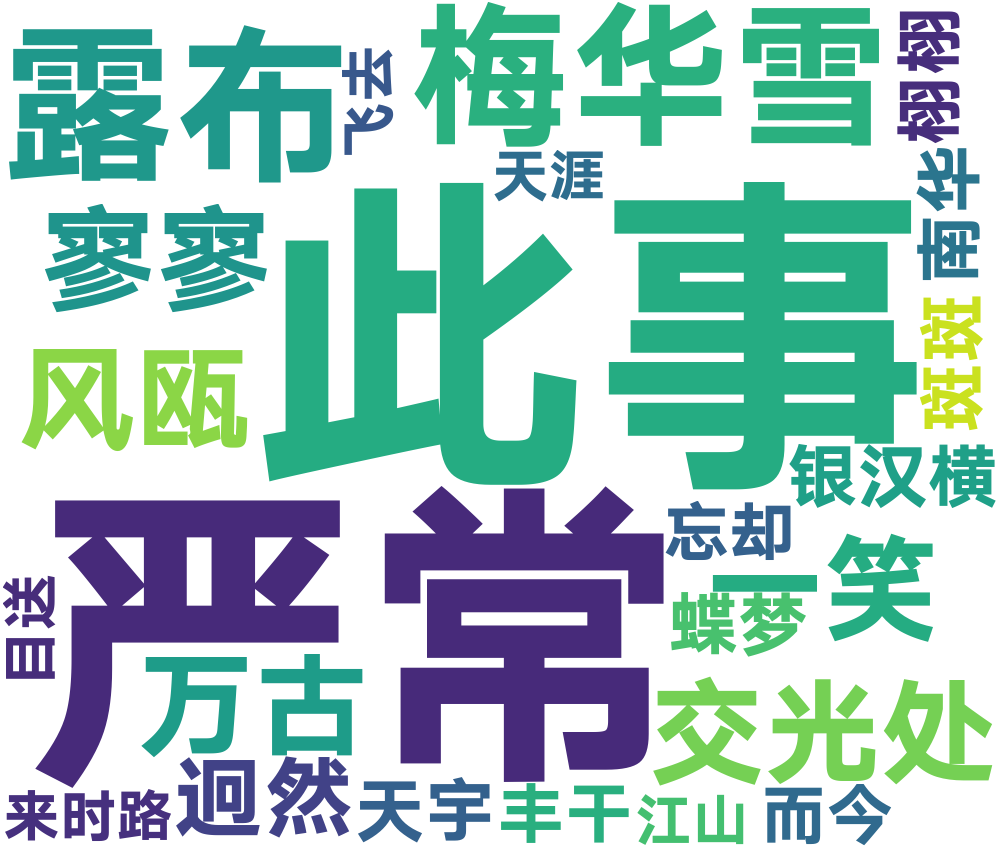 露布
飞去
梅华雪
栩栩
天涯
南华
寥寥
此事
斑斑
风瓯
银汉横
严常
忘却
一笑
目送
蝶梦
万古
交光处
来时路
迥然
天宇
丰干
江山
而今